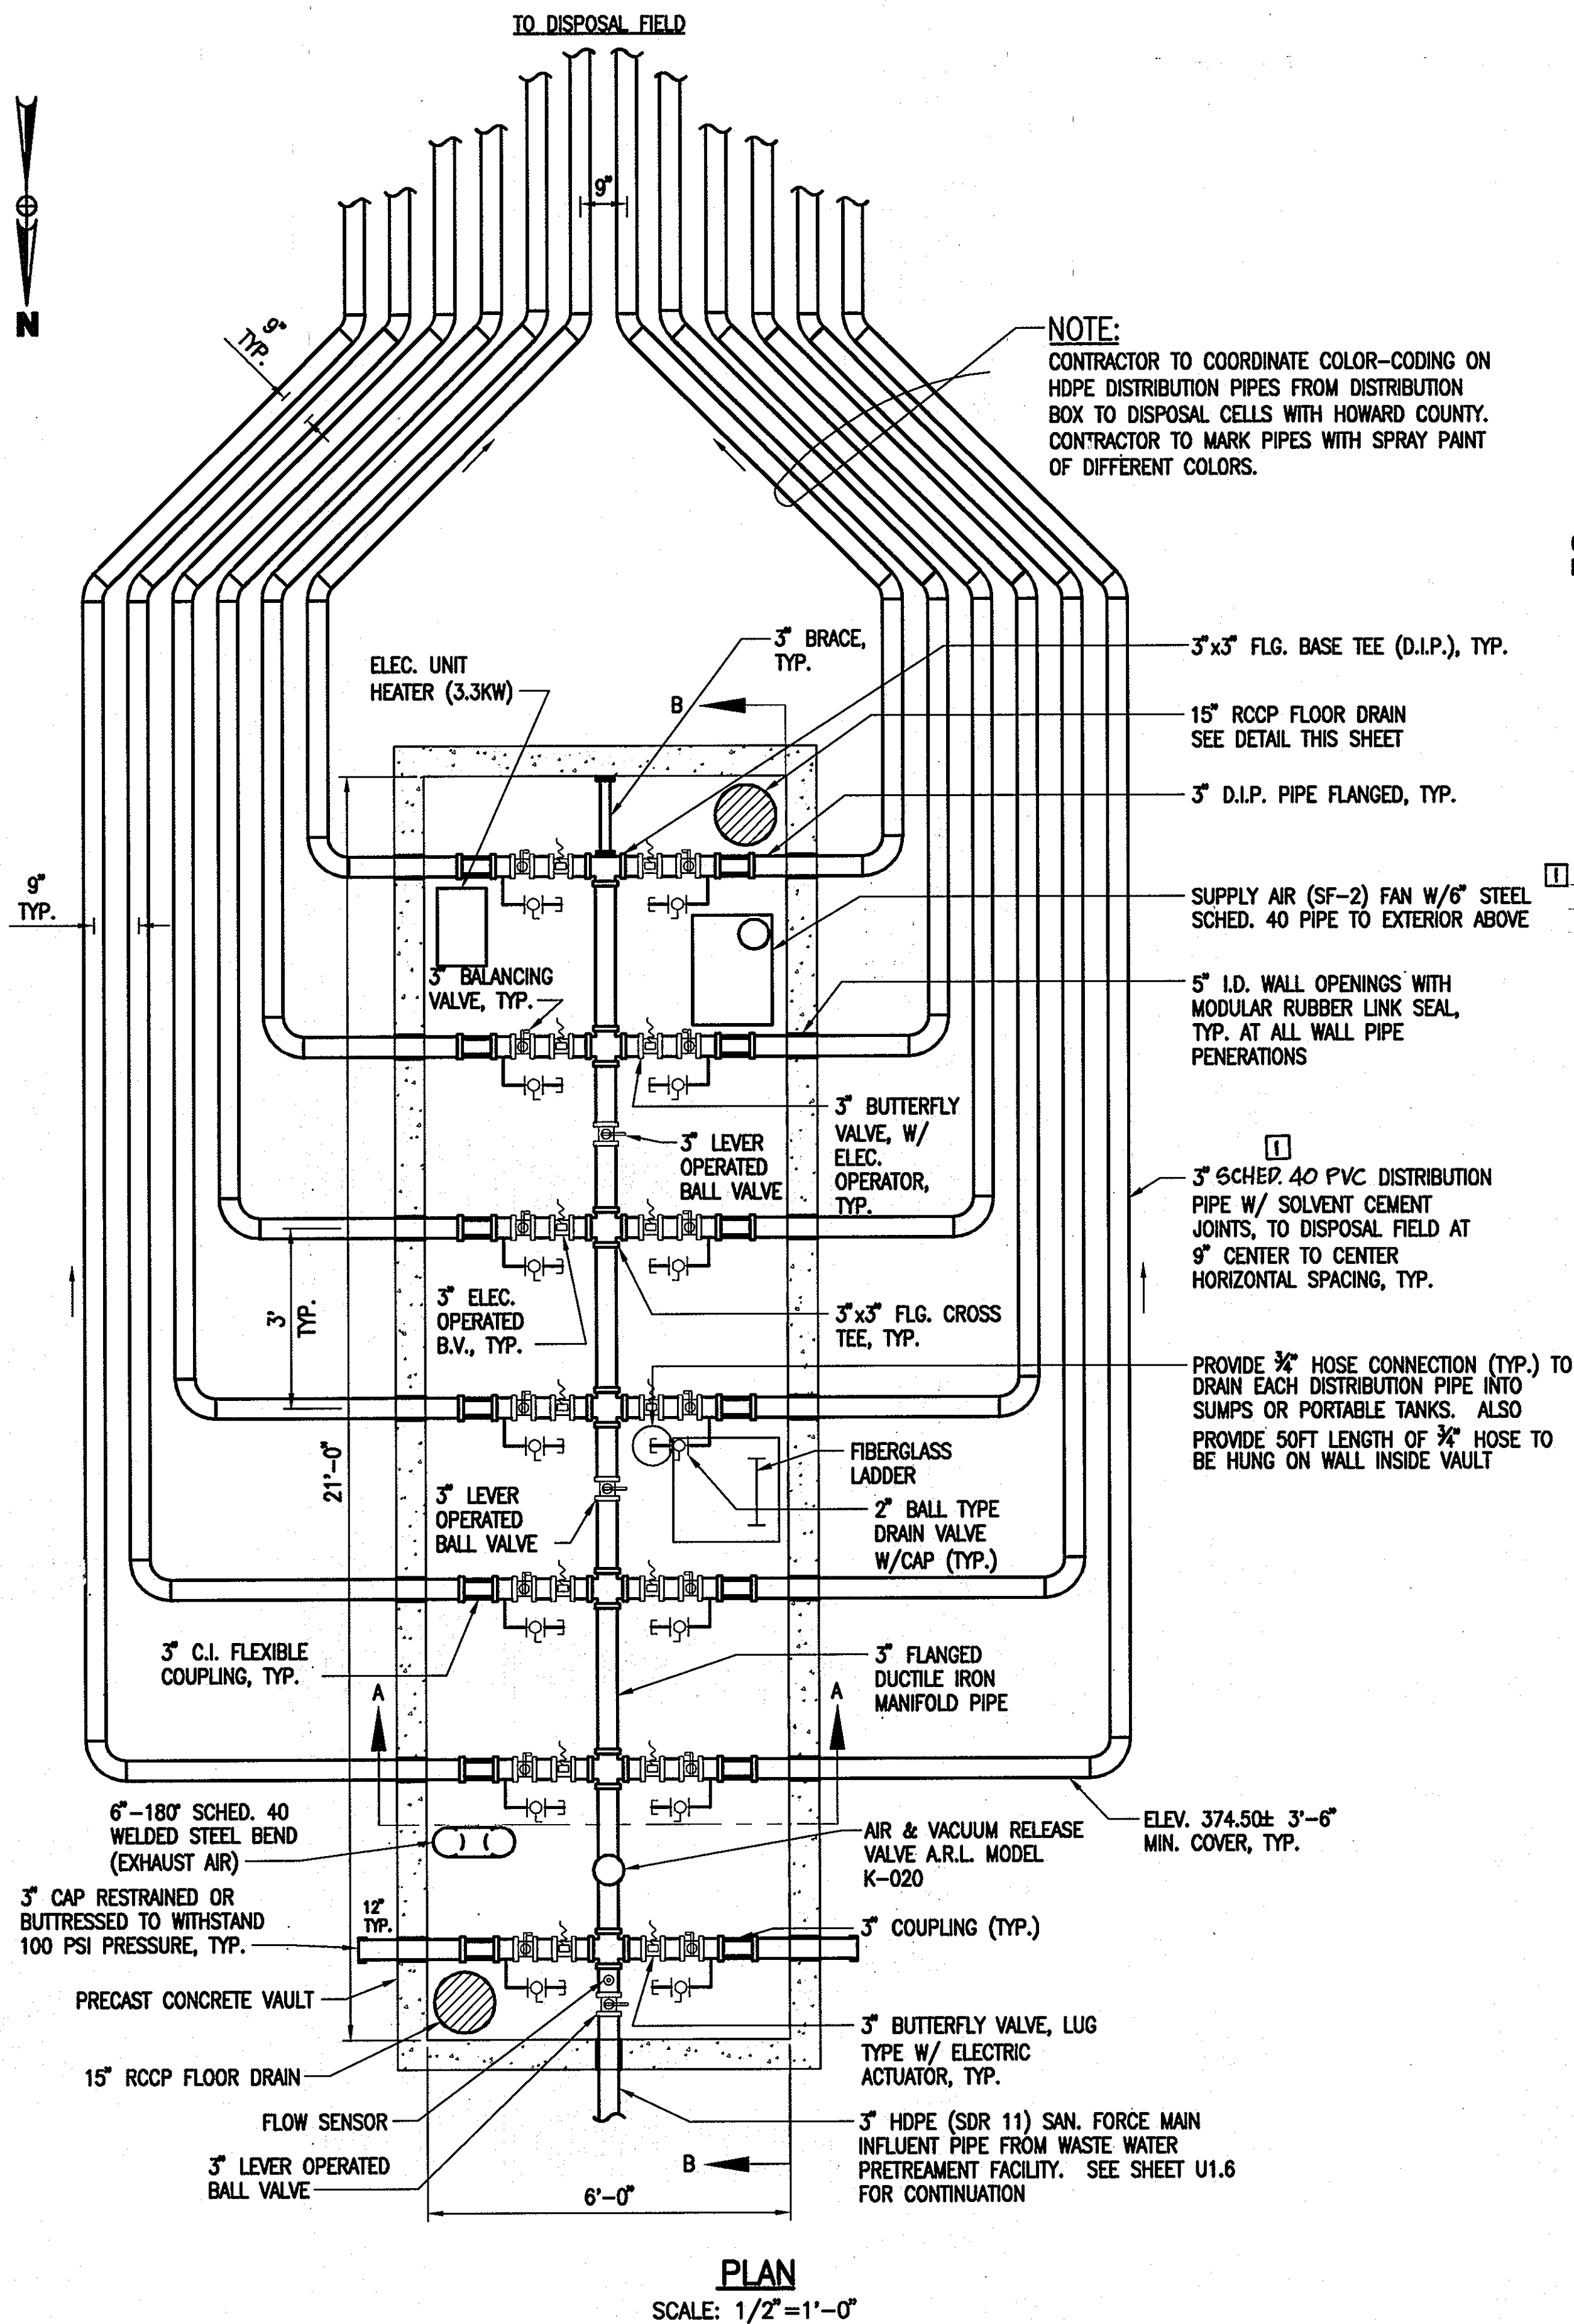 TO DISPOSAL FIELD
N
9"
9"
TYP.
NOTE:
CONTRACTOR TO COORDINATE COLOR-CODING ON
HDPE DISTRIBUTION PIPES FROM DISTRIBUTION
BOX TO DISPOSAL CELLS WITH HOWARD COUNTY.
CONTRACTOR TO MARK PIPES WITH SPRAY PAINT
OF DIFFERENT COLORS.
3" BRACE,
TYP.
ELEC. UNIT
HEATER (3.3KW)
B
3"x3" FLG. BASE TEE (D.I.P.), TYP.
15" RCCP FLOOR DRAIN
SEE DETAIL THIS SHEET
3" D.I.P. PIPE FLANGED, TYP.
9"
TYP.
1
SUPPLY AIR (SF-2) FAN W/6" STEEL
SCHED. 40 PIPE TO EXTERIOR ABOVE
3" BALANCING
VALVE, TYP.
5" I.D. WALL OPENINGS WITH
MODULAR RUBBER LINK SEAL,
TYP. AT ALL WALL PIPE
PENERATIONS
3" BUTTERFLY
VALVE, W/
ELEC.
OPERATOR,
TYP.
3" LEVER
OPERATED
BALL VALVE
1
3" SCHED. 40 PVC DISTRIBUTION
PIPE W/ SOLVENT CEMENT
JOINTS, TO DISPOSAL FIELD AT
9" CENTER TO CENTER
HORIZONTAL SPACING, TYP.
3'
TYP.
3" ELEC.
OPERATED
B.V., TYP.
3"x3" FLG. CROSS
TEE, TYP.
PROVIDE 3/4" HOSE CONNECTION (TYP.) TO
DRAIN EACH DISTRIBUTION PIPE INTO
SUMPS OR PORTABLE TANKS. ALSO
PROVIDE 50FT LENGTH OF 3/4" HOSE TO
BE HUNG ON WALL INSIDE VAULT
21'-0"
FIBERGLASS
LADDER
3" LEVER
OPERATED
BALL VALVE
2" BALL TYPE
DRAIN VALVE
W/CAP (TYP.)
3" C.I. FLEXIBLE
COUPLING, TYP.
3" FLANGED
DUCTILE IRON
MANIFOLD PIPE
A
A
6"-180° SCHED. 40
WELDED STEEL BEND
(EXHAUST AIR)
AIR & VACUUM RELEASE
VALVE A.R.L. MODEL
K-020
ELEV. 374.50± 3'-6"
MIN. COVER, TYP.
3" CAP RESTRAINED OR
BUTTRESSED TO WITHSTAND
100 PSI PRESSURE, TYP.
12"
TYP.
3" COUPLING (TYP.)
PRECAST CONCRETE VAULT
3" BUTTERFLY VALVE, LUG
TYPE W/ ELECTRIC
ACTUATOR, TYP.
15" RCCP FLOOR DRAIN
FLOW SENSOR
3" HDPE (SDR 11) SAN. FORCE MAIN
INFLUENT PIPE FROM WASTE WATER
PRETREAMENT FACILITY. SEE SHEET U1.6
FOR CONTINUATION
3" LEVER OPERATED
BALL VALVE
B
6'-0"
PLAN
SCALE: 1/2"=1'-0"